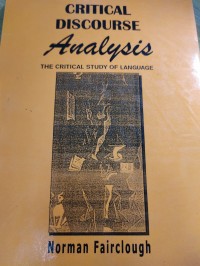 CRITICAL
DISCOURSE
Analysis
THE CRITICAL STUDY OF LANGUAGE
Norman Fairclough